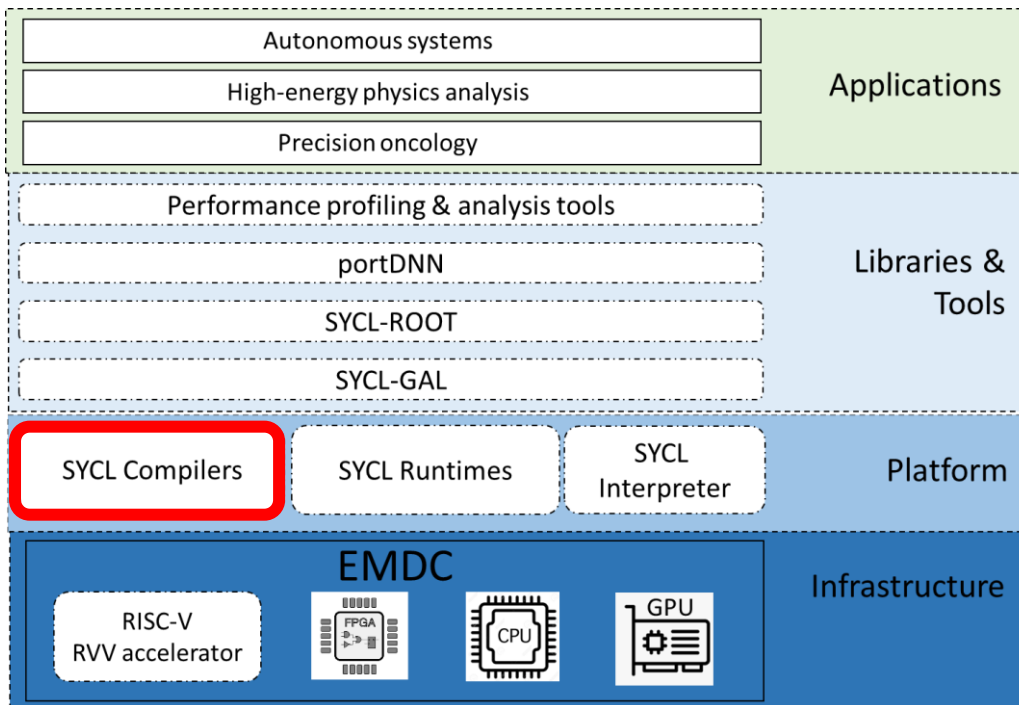 Autonomous systems
High-energy physics analysis
Precision oncology
Applications
Performance profiling & analysis tools
portDNN
SYCL-ROOT
SYCL-GAL
Libraries &
Tools
SYCL Compilers
SYCL Runtimes
SYCL
Interpreter
Platform
EMDC
RISC-V
RVV accelerator
FPGA
CPU
GPU
Infrastructure